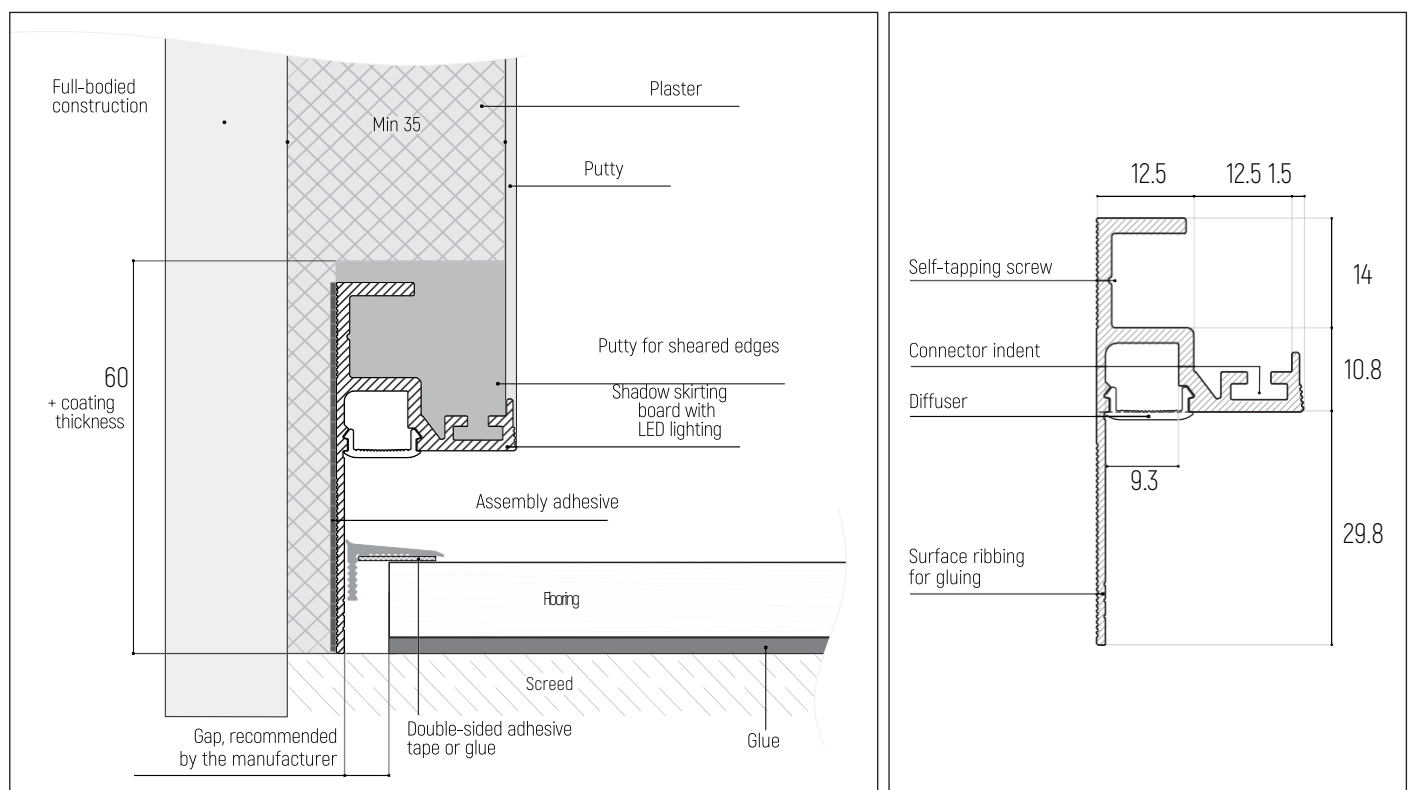 Full-bodied
construction
Plaster
Min 35
Putty
60
+ coating
thickness
Putty for sheared edges
Shadow skirting
board with
LED lighting
Assembly adhesive
Flooring
Screed
Gap, recommended
by the manufacturer
Double-sided adhesive
tape or glue
Glue
12.5 12.5 1.5
Self-tapping screw
14
Connector indent
10.8
Diffuser
9.3
29.8
Surface ribbing
for gluing